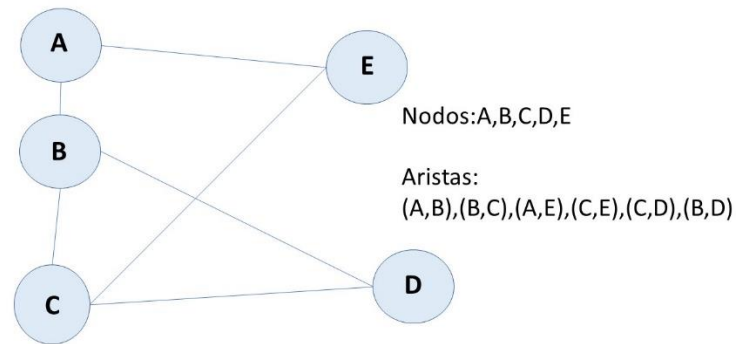 A
E
Nodos:A,B,C,D,E
B
Aristas:
(A,B),(B,C),(A,E),(C,E),(C,D),(B,D)
C
D